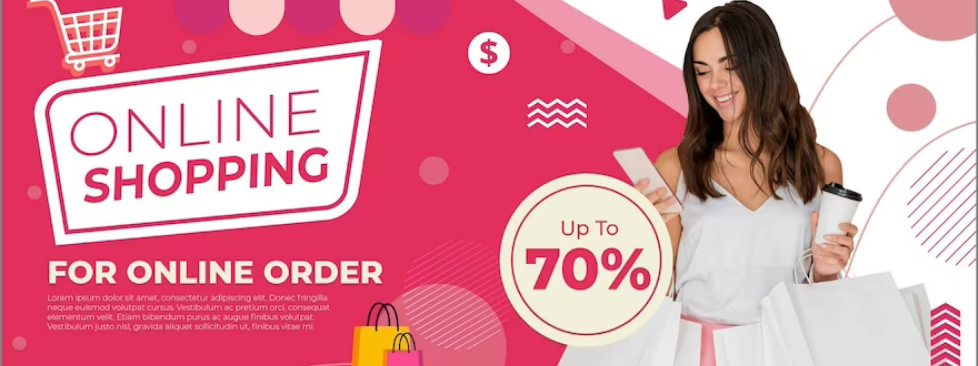 $
ONLINE
SHOPPING
FOR ONLINE ORDER
Lorem ipsum dolor sit amet, consectetur adipiscing elit. Donec fringilla
neque euismod volutpat cursus. Vestibulum ac pretium orci, consequat
elementum velit. Etiam bibendum purus ac augue finibus volutpat.
Vestibulum justo nisl, gravida aliquet sollicitudin ut, finibus vitae mi.
Up To
70%